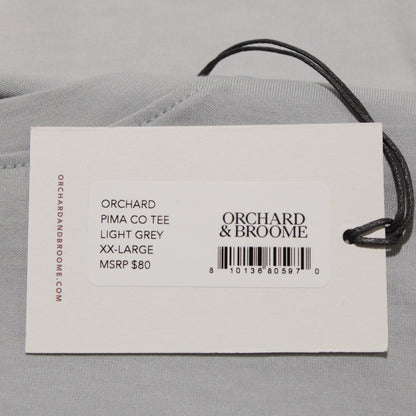 ORCHARDANDBROOME.COM
ORCHARD
PIMA CO TEE
LIGHT GREY
XX-LARGE
MSRP $80
ORCHARD
& BROOME
8 10136 80597 0